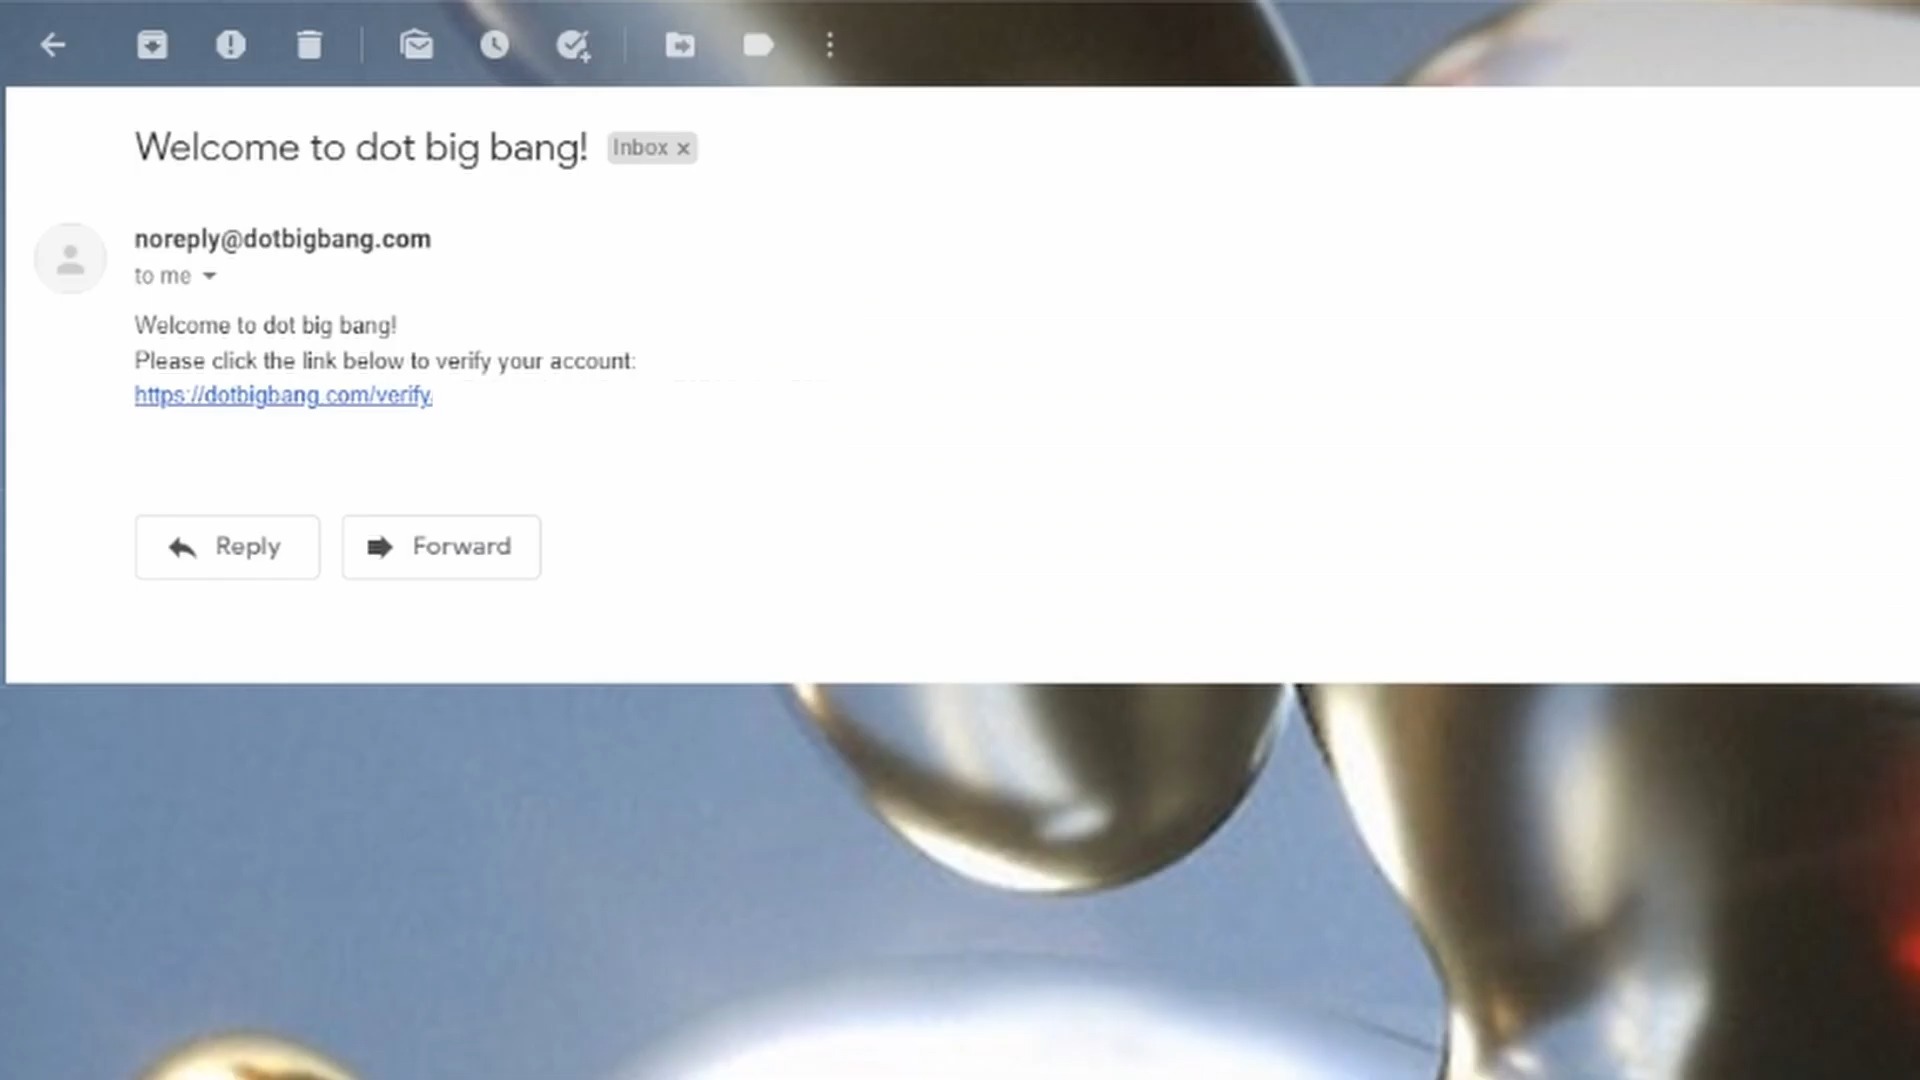 Welcome to dot big bang! Inbox x
noreply@dotbigbang.com
to me
Welcome to dot big bang!
Please click the link below to verify your account:
https://dotbigbang.com/verify
Reply
Forward